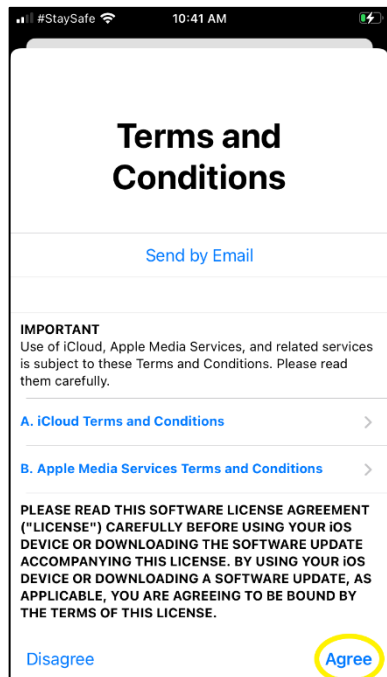 #StaySafe 10:41 AM
Terms and
Conditions
Send by Email
IMPORTANT
Use of iCloud, Apple Media Services, and related services
is subject to these Terms and Conditions. Please read
them carefully.
A. iCloud Terms and Conditions
B. Apple Media Services Terms and Conditions
PLEASE READ THIS SOFTWARE LICENSE AGREEMENT
("LICENSE") CAREFULLY BEFORE USING YOUR iOS
DEVICE OR DOWNLOADING THE SOFTWARE UPDATE
ACCOMPANYING THIS LICENSE. BY USING YOUR iOS
DEVICE OR DOWNLOADING A SOFTWARE UPDATE, AS
APPLICABLE, YOU ARE AGREEING TO BE BOUND BY
THE TERMS OF THIS LICENSE.
Disagree Agree